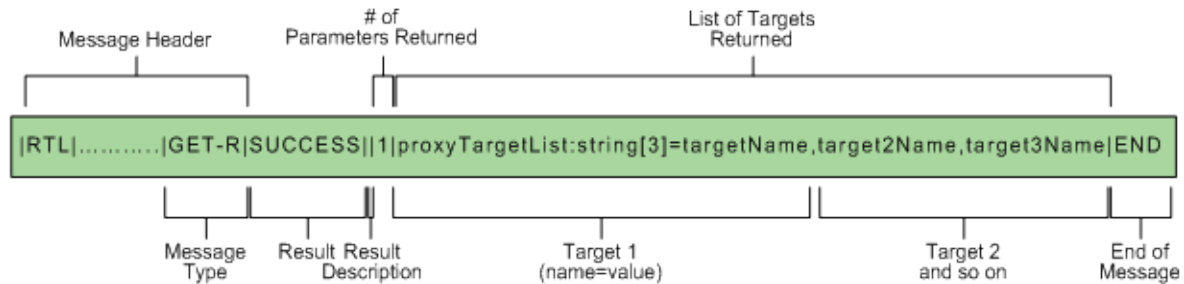 Message Header
# of
Parameters Returned
List of Targets
Returned
|RTL|...........|GET-R|SUCCESS||1|proxyTargetList:string[3]=targetName,target2Name,target3Name|END
Message
Type
Result
Result
Description
Target 1
(name=value)
Target 2
and so on
End of
Message